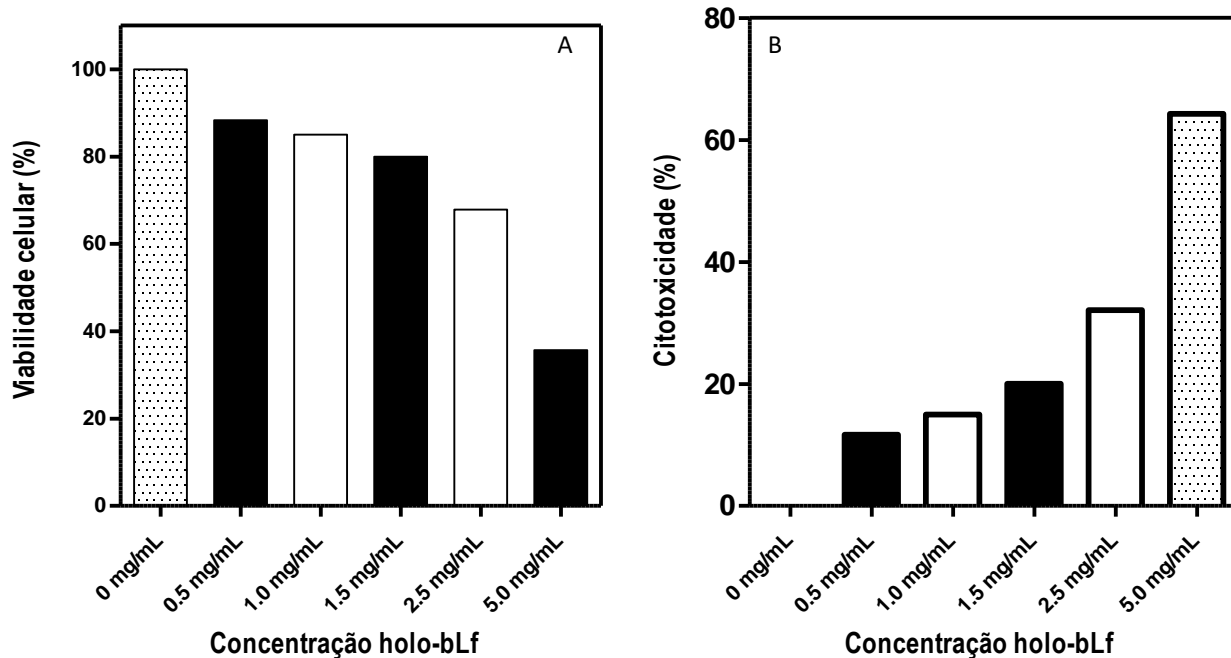 A
Viabilidade celular (%)
100
80
60
40
20
0
0 mg/mL
0.5 mg/mL
1.0 mg/mL
1.5 mg/mL
2.5 mg/mL
5.0 mg/mL
Concentração holo-bLf
B
Citotoxicidade (%)
80
60
40
20
0
0 mg/mL
0.5 mg/mL
1.0 mg/mL
1.5 mg/mL
2.5 mg/mL
5.0 mg/mL
Concentração holo-bLf